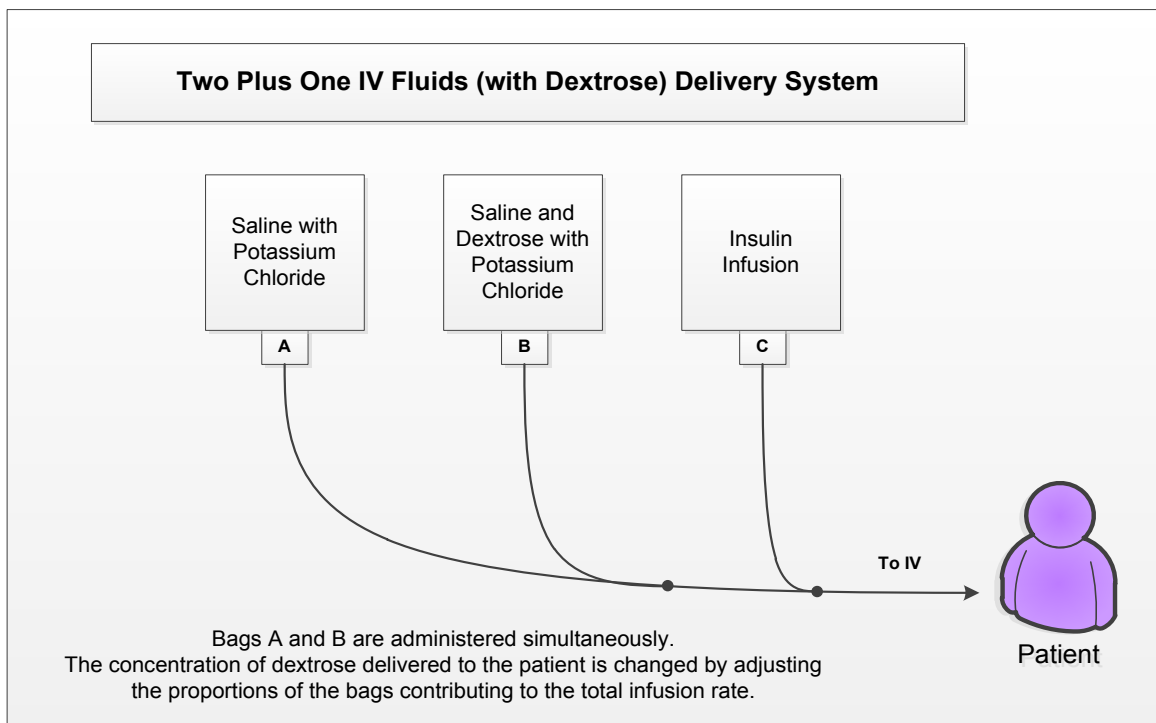 Two Plus One IV Fluids (with Dextrose) Delivery System
Saline with
Potassium
Chloride
A
Saline and
Dextrose with
Potassium
Chloride
B
Insulin
Infusion
C
To IV
Patient
Bags A and B are administered simultaneously.
The concentration of dextrose delivered to the patient is changed by adjusting
the proportions of the bags contributing to the total infusion rate.